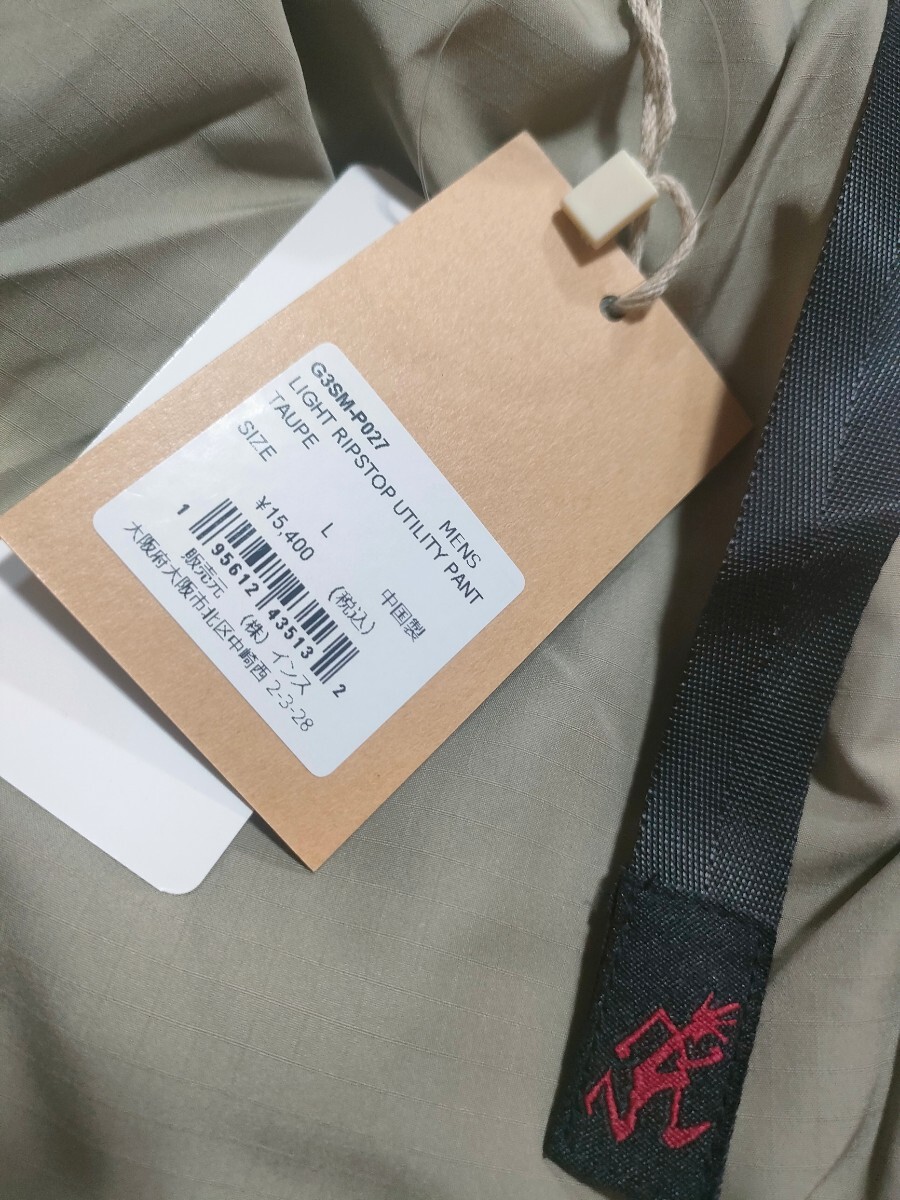 G3SM-P027 MENS
LIGHT RIPSTOP UTILITY PANT
TAUPE
SIZE L 中国製
¥15,400 (税込)
1 95612 43513 2
販売元 (株)インス
大阪府大阪市北区中崎西2-3-28